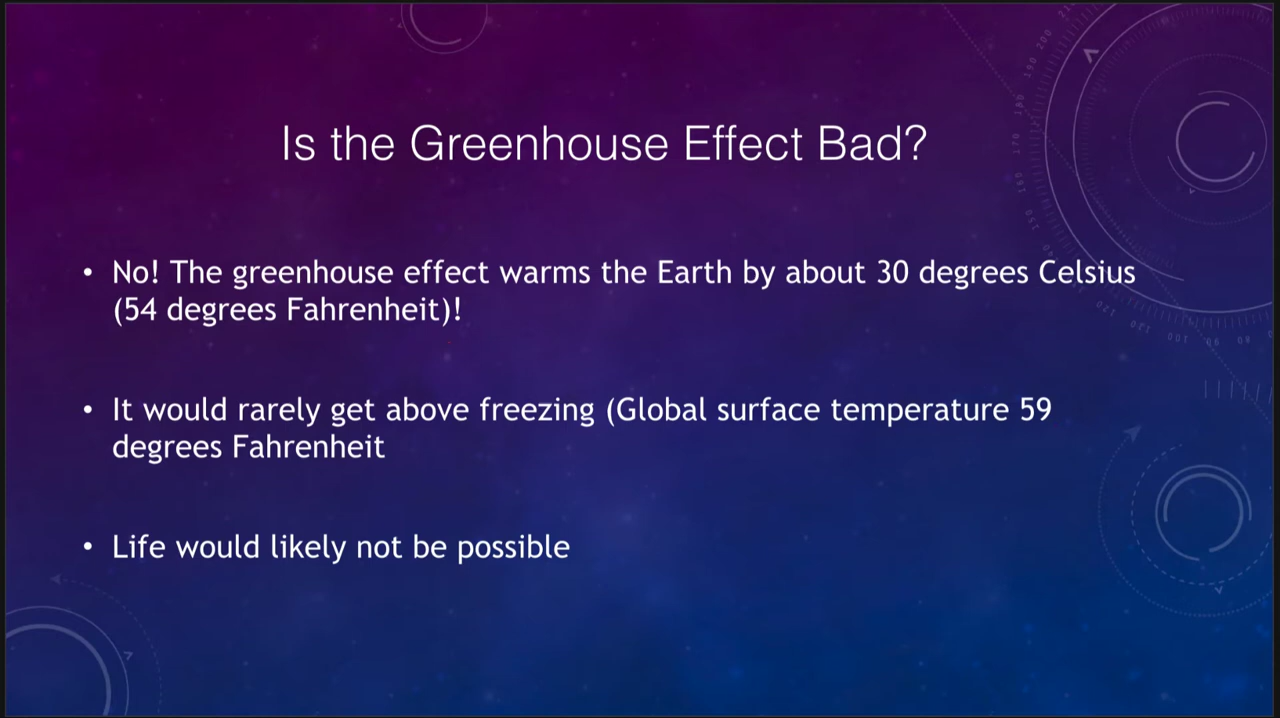 Is the Greenhouse Effect Bad?
• No! The greenhouse effect warms the Earth by about 30 degrees Celsius
(54 degrees Fahrenheit)!
• It would rarely get above freezing (Global surface temperature 59
degrees Fahrenheit
• Life would likely not be possible